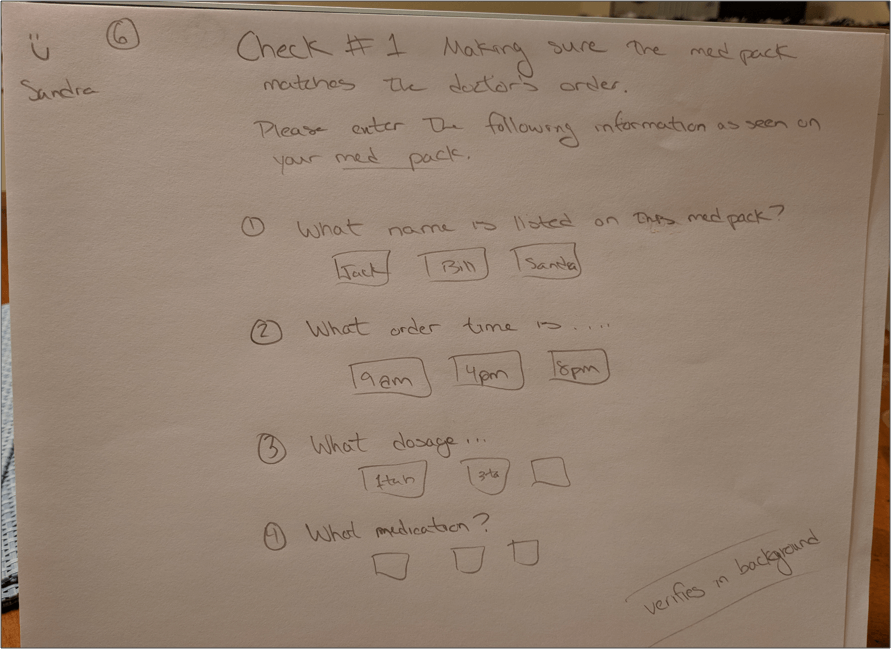 6
Sandra
Check # 1 Making sure the med pack
matches the doctor's order.
Please enter the following information as seen on
your med pack.
1 What name is listed on this med pack?
Jack Bill Sandra
2 What order time is.....
9am 4pm 8pm
3 What dosage...
1tab
4 What medication?
verifies in background